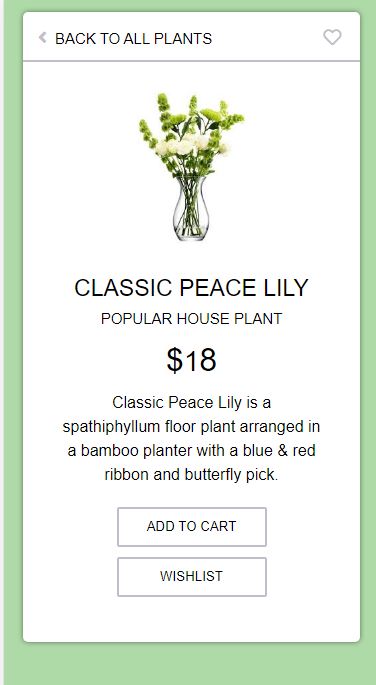 BACK TO ALL PLANTS
CLASSIC PEACE LILY
POPULAR HOUSE PLANT
$18
Classic Peace Lily is a
spathiphyllum floor plant arranged in
a bamboo planter with a blue & red
ribbon and butterfly pick.
ADD TO CART
WISHLIST